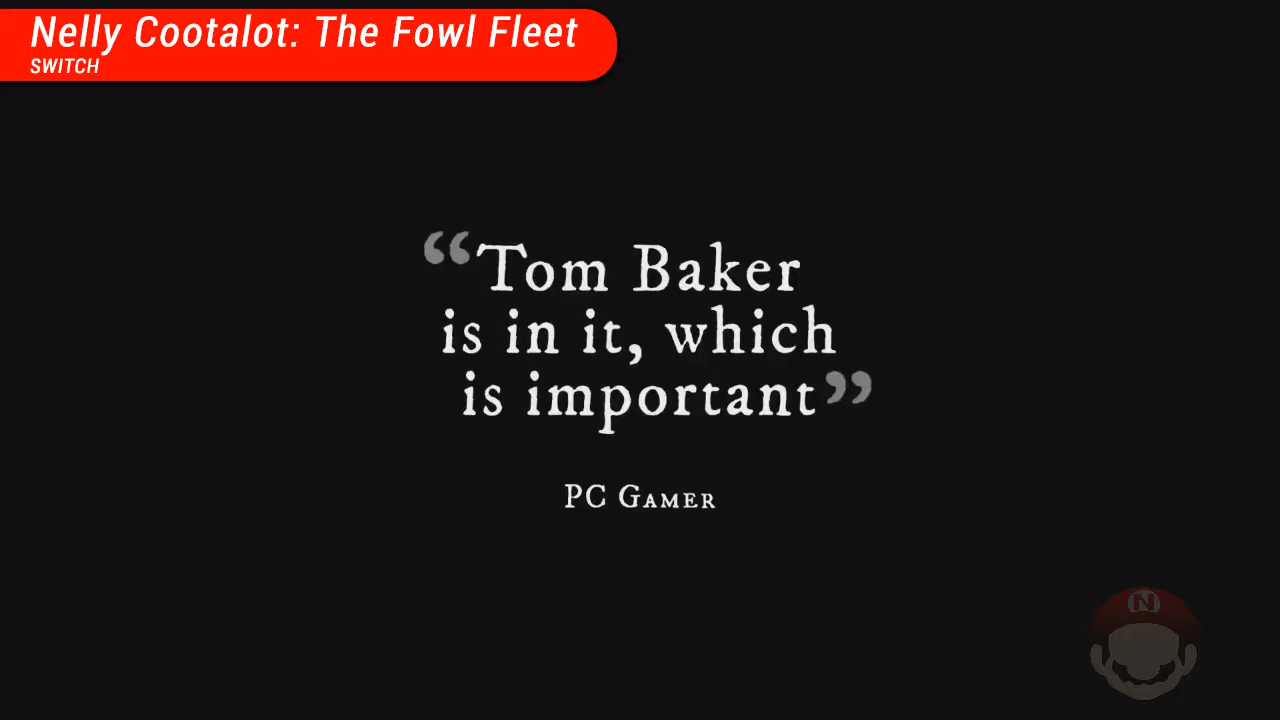 Nelly Cootalot: The Fowl Fleet
SWITCH
“Tom Baker
is in it, which
is important”
PC GAMER
N